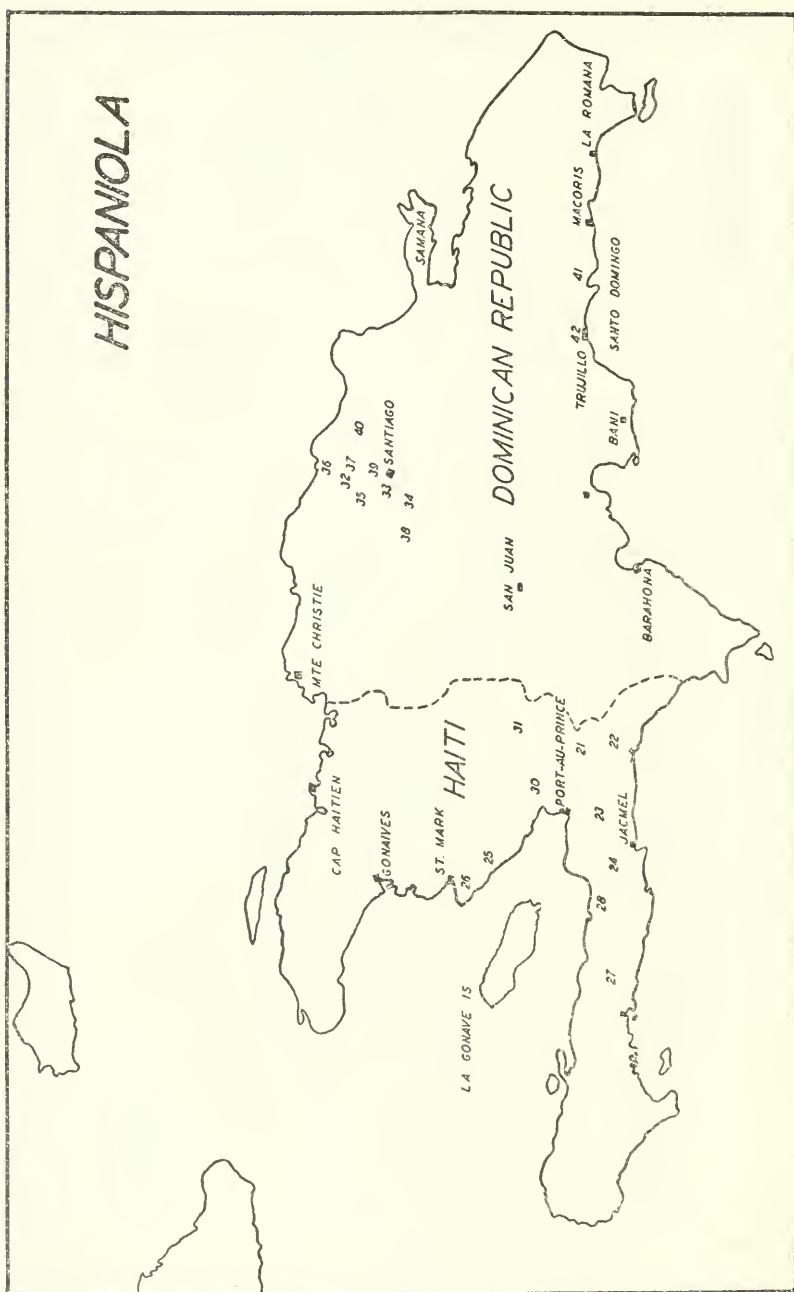 HISPANIOLA
CAP HAITIEN
MTE CHRISTIE
GONAIVES
ST. MARK
HAITI
26
25
LA GONAVE IS
30
31
PORT-AU-PRINCE
21
22
23
JACMEL
24
28
27
36
32
37
35
40
39
33
SANTIAGO
34
38
SAMANA
DOMINICAN REPUBLIC
SAN JUAN
BARAHONA
BANI
TRUJILLO
42
SANTO DOMINGO
41
MACORIS
LA ROMANA